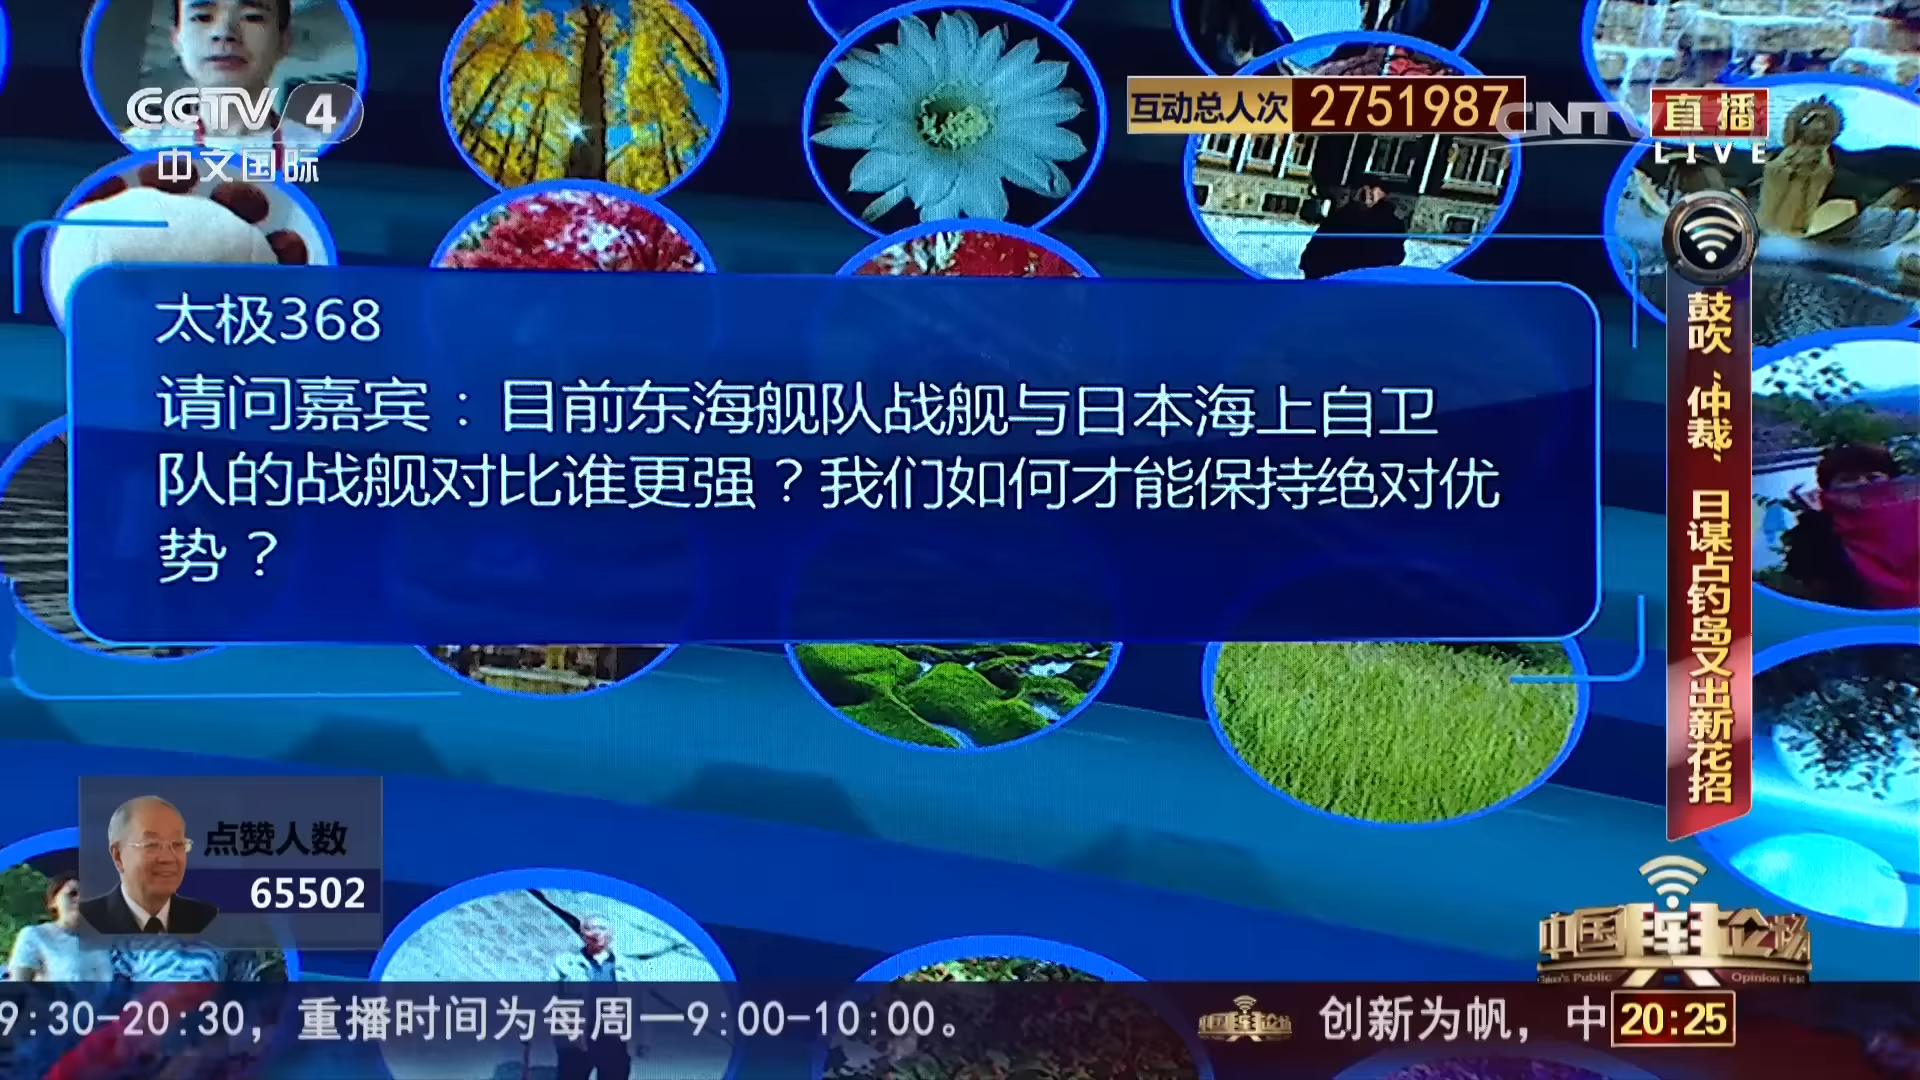 CCTV 4
中文国际
互动总人次 2751987
CNTV
直播
LIVE
太极368
请问嘉宾：目前东海舰队战舰与日本海上自卫
队的战舰对比谁更强？我们如何才能保持绝对优
势？
鼓吹“仲裁” 日谋占钓岛又出新花招
点赞人数
65502
中国舆论场
China's Public Opinion Field
9:30-20:30，重播时间为每周一9:00-10:00。
创新为帆，中
20:25